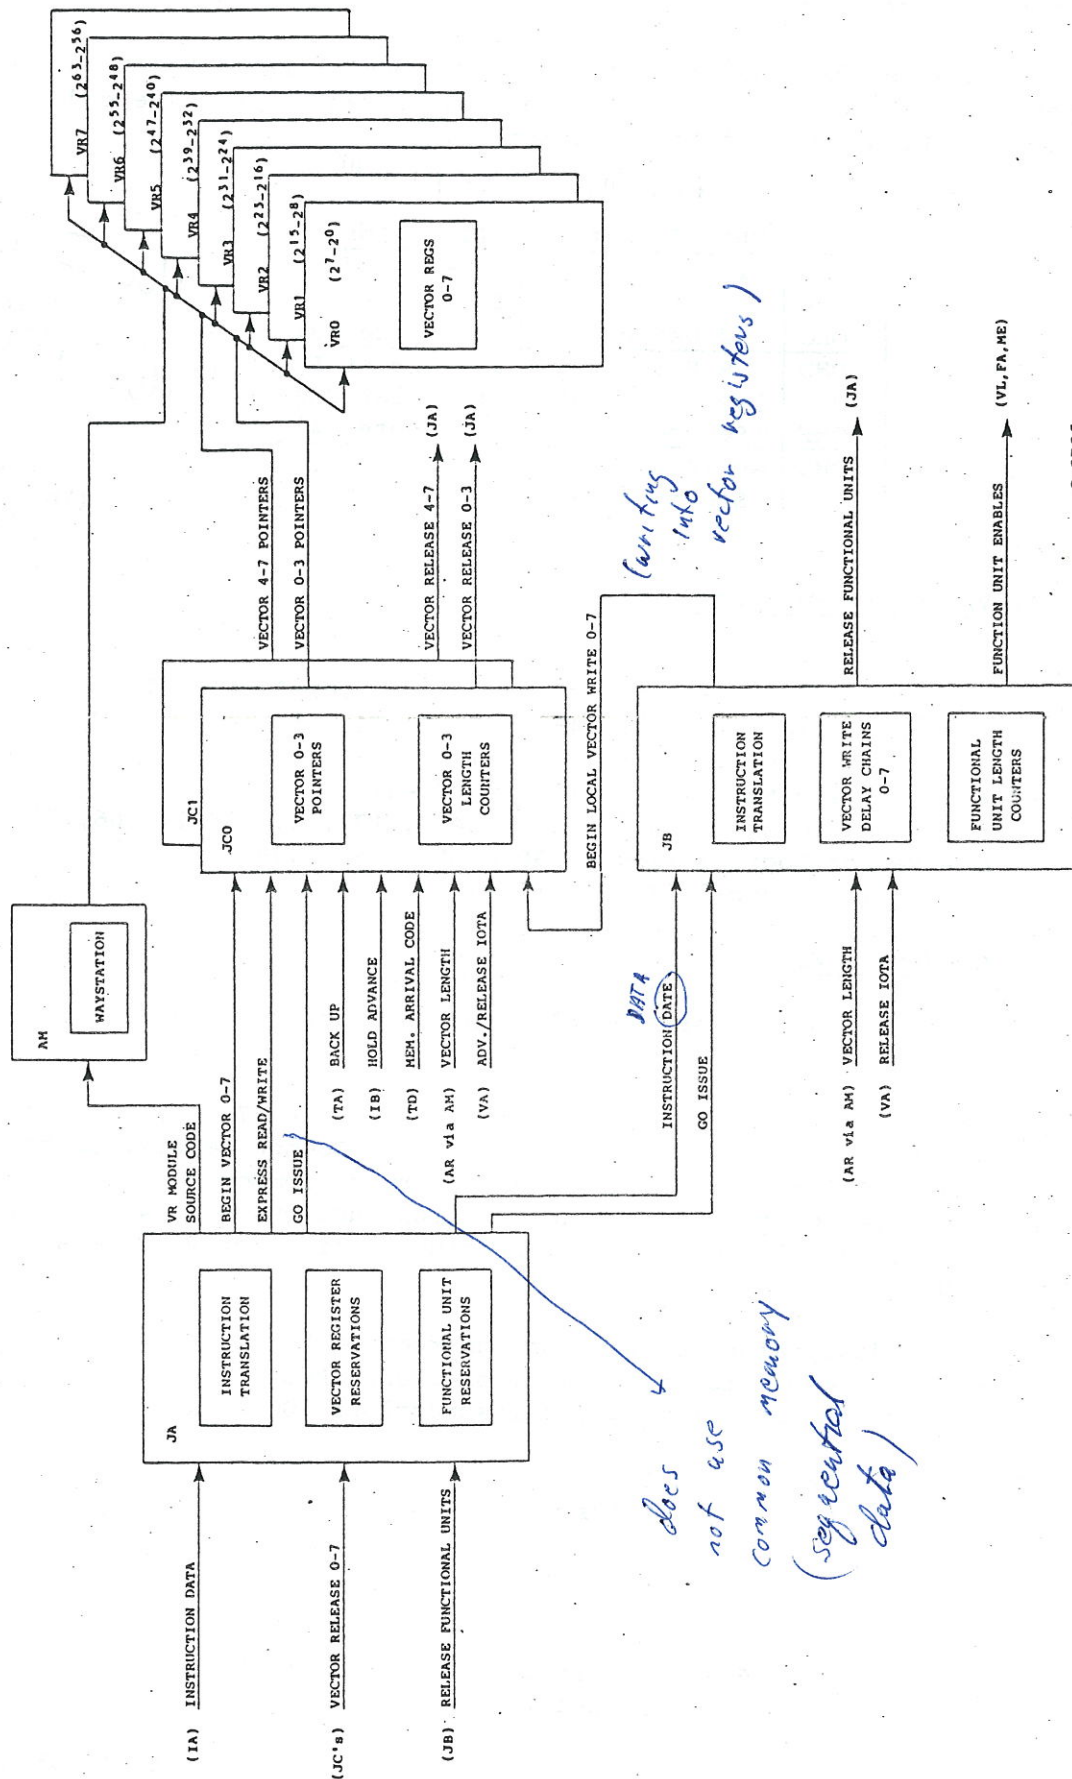 AM
WAYSTATION
VR7 (2^63-2^56)
VR6 (2^55-2^48)
VR5 (2^47-2^40)
VR4 (2^39-2^32)
VR3 (2^31-2^24)
VR2 (2^23-2^16)
VR1 (2^15-2^8)
VR0 (2^7-2^0)
VECTOR REGS
0-7
VR MODULE
SOURCE CODE
BEGIN VECTOR 0-7
EXPRESS READ/WRITE
GO ISSUE
(IA) INSTRUCTION DATA
(JC's) VECTOR RELEASE 0-7
(JB) RELEASE FUNCTIONAL UNITS
JA
INSTRUCTION
TRANSLATION
VECTOR REGISTER
RESERVATIONS
FUNCTIONAL UNIT
RESERVATIONS
(TA) BACK UP
(IB) HOLD ADVANCE
(TD) MEM. ARRIVAL CODE
(AR via AM) VECTOR LENGTH
(VA) ADV./RELEASE IOTA
JC1
JC0
VECTOR 0-3
POINTERS
VECTOR 0-3
LENGTH
COUNTERS
VECTOR 4-7 POINTERS
VECTOR 0-3 POINTERS
VECTOR RELEASE 4-7 (JA)
VECTOR RELEASE 0-3 (JA)
BEGIN LOCAL VECTOR WRITE 0-7
(writing
into
vector registers)
DATA
INSTRUCTION DATE
GO ISSUE
(AR via AM) VECTOR LENGTH
(VA) RELEASE IOTA
JB
INSTRUCTION
TRANSLATION
VECTOR WRITE
DELAY CHAINS
0-7
FUNCTIONAL
UNIT LENGTH
COUNTERS
RELEASE FUNCTIONAL UNITS (JA)
FUNCTION UNIT ENABLES (VL,FA,ME)
does
not use
common memory
(sequential
data)